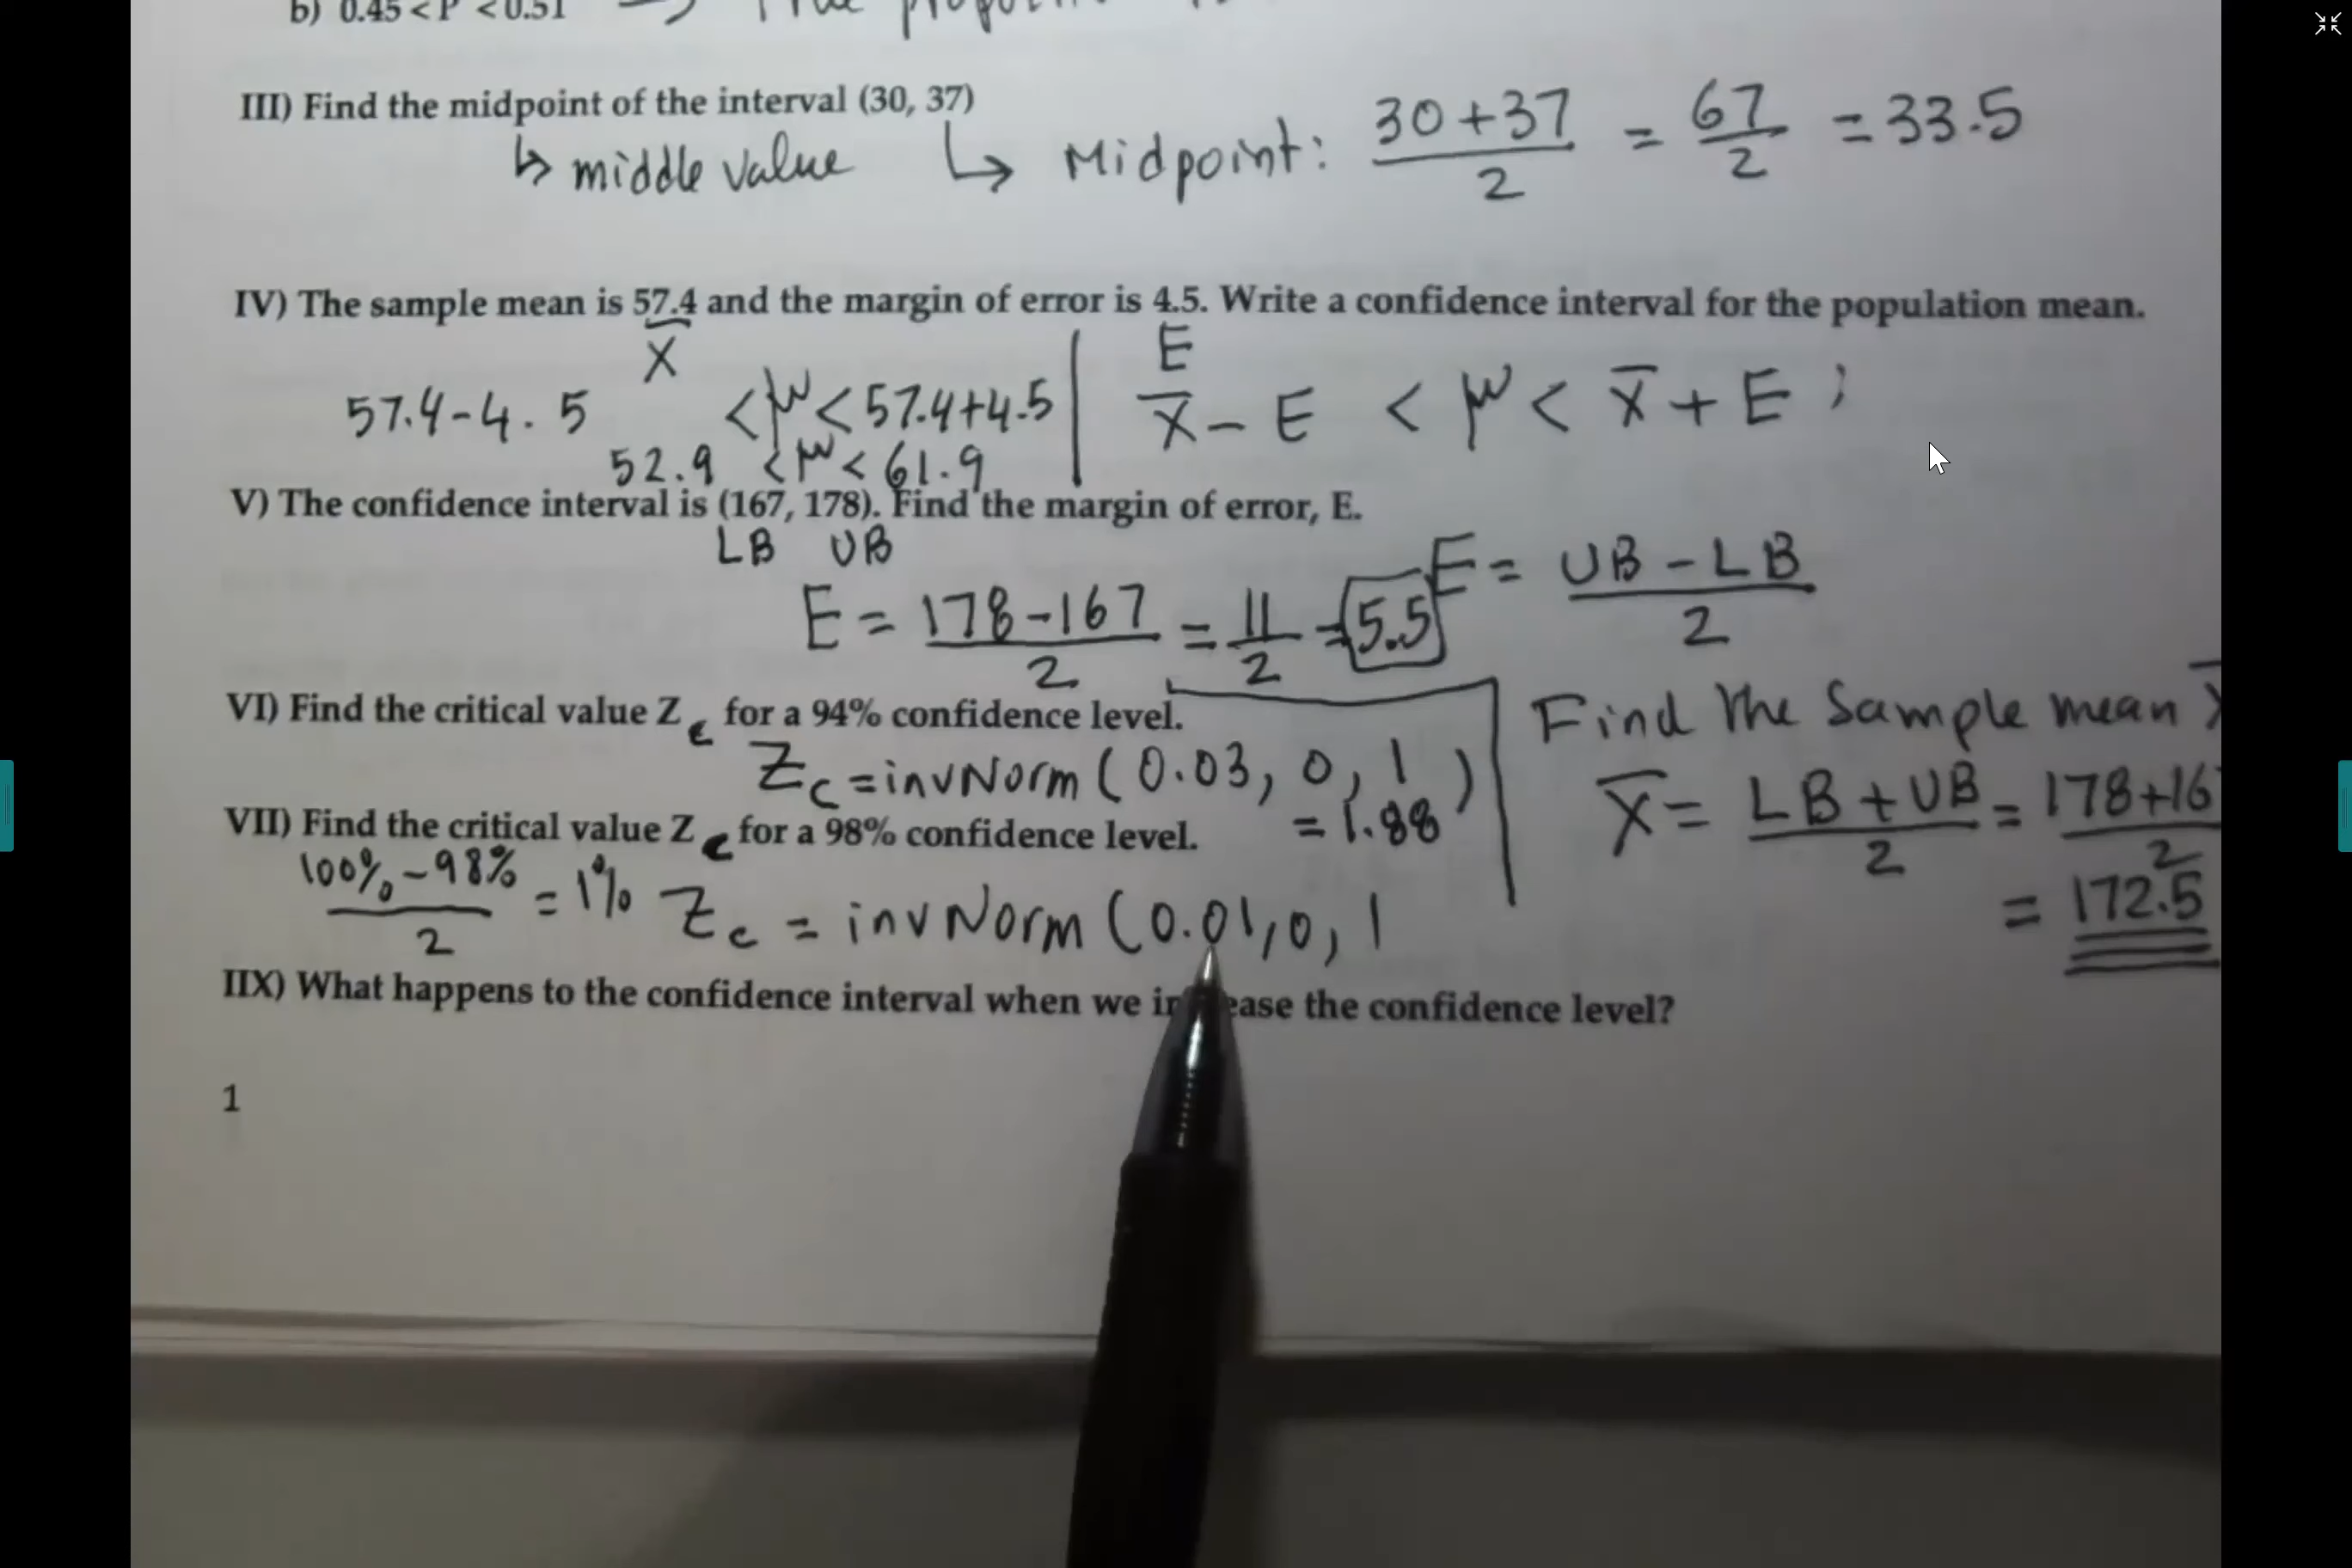 b) 0.45 < P < 0.51 → The
III) Find the midpoint of the interval (30, 37)
↳ middle value ↳ Midpoint: 30+37/2 = 67/2 = 33.5
IV) The sample mean is 57.4 and the margin of error is 4.5. Write a confidence interval for the population mean.
X̄ E
57.4-4.5 < μ < 57.4+4.5 | X̄ - E < μ < X̄ + E ;
52.9 < μ < 61.9
V) The confidence interval is (167, 178). Find the margin of error, E.
LB UB
E = 178-167/2 = 11/2 = 5.5 E = UB - LB/2
VI) Find the critical value Z c for a 94% confidence level.
Zc = invNorm (0.03, 0, 1)
= 1.88
Find the Sample mean
X̄ = LB + UB/2 = 178+16
2
= 172.5
VII) Find the critical value Z c for a 98% confidence level.
100% - 98%/2 = 1% Zc = invNorm (0.01, 0, 1
IIX) What happens to the confidence interval when we increase the confidence level?
1